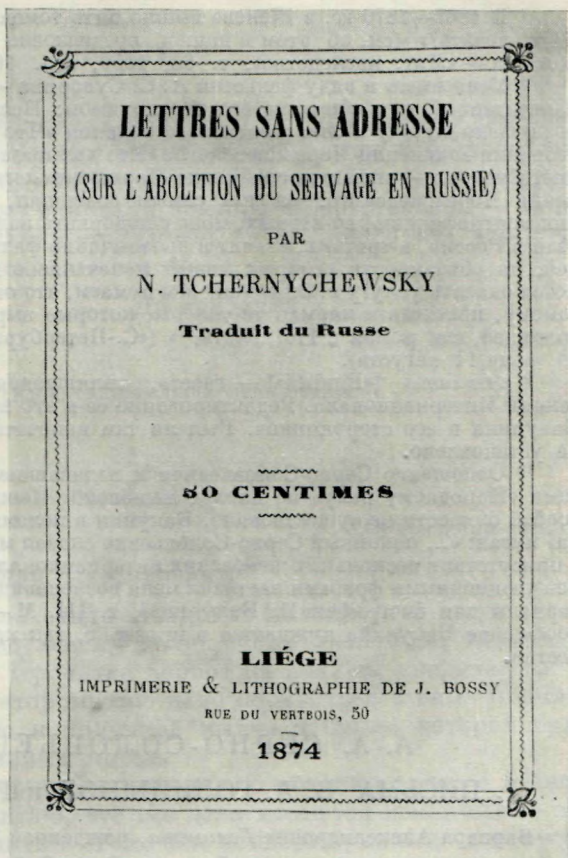 LETTRES SANS ADRESSE
(SUR L'ABOLITION DU SERVAGE EN RUSSIE)
PAR
N. TCHERNYCHEWSKY
Traduit du Russe
50 CENTIMES
LIÉGE
IMPRIMERIE & LITHOGRAPHIE DE J. BOSSY
RUE DU VERTBOIS, 50
1874